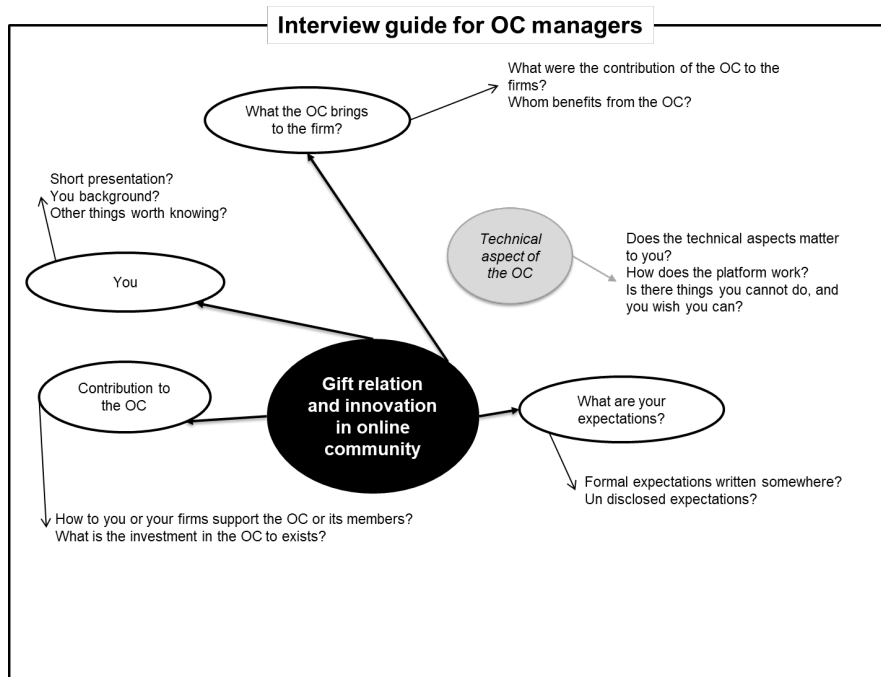 Interview guide for OC managers
What the OC brings
to the firm?
What were the contribution of the OC to the
firms?
Whom benefits from the OC?
Short presentation?
You background?
Other things worth knowing?
You
Technical
aspect of
the OC
Does the technical aspects matter
to you?
How does the platform work?
Is there things you cannot do, and
you wish you can?
Contribution to
the OC
Gift relation
and innovation
in online
community
What are your
expectations?
Formal expectations written somewhere?
Un disclosed expectations?
How to you or your firms support the OC or its members?
What is the investment in the OC to exists?